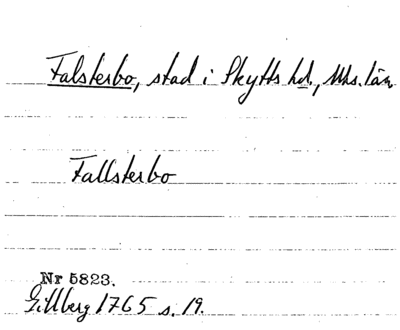 Falsterbo, stad i Skytts hd., Mhs. län
Fallsterbo
Nr 5823.
Gillberg 1765 s. 19.